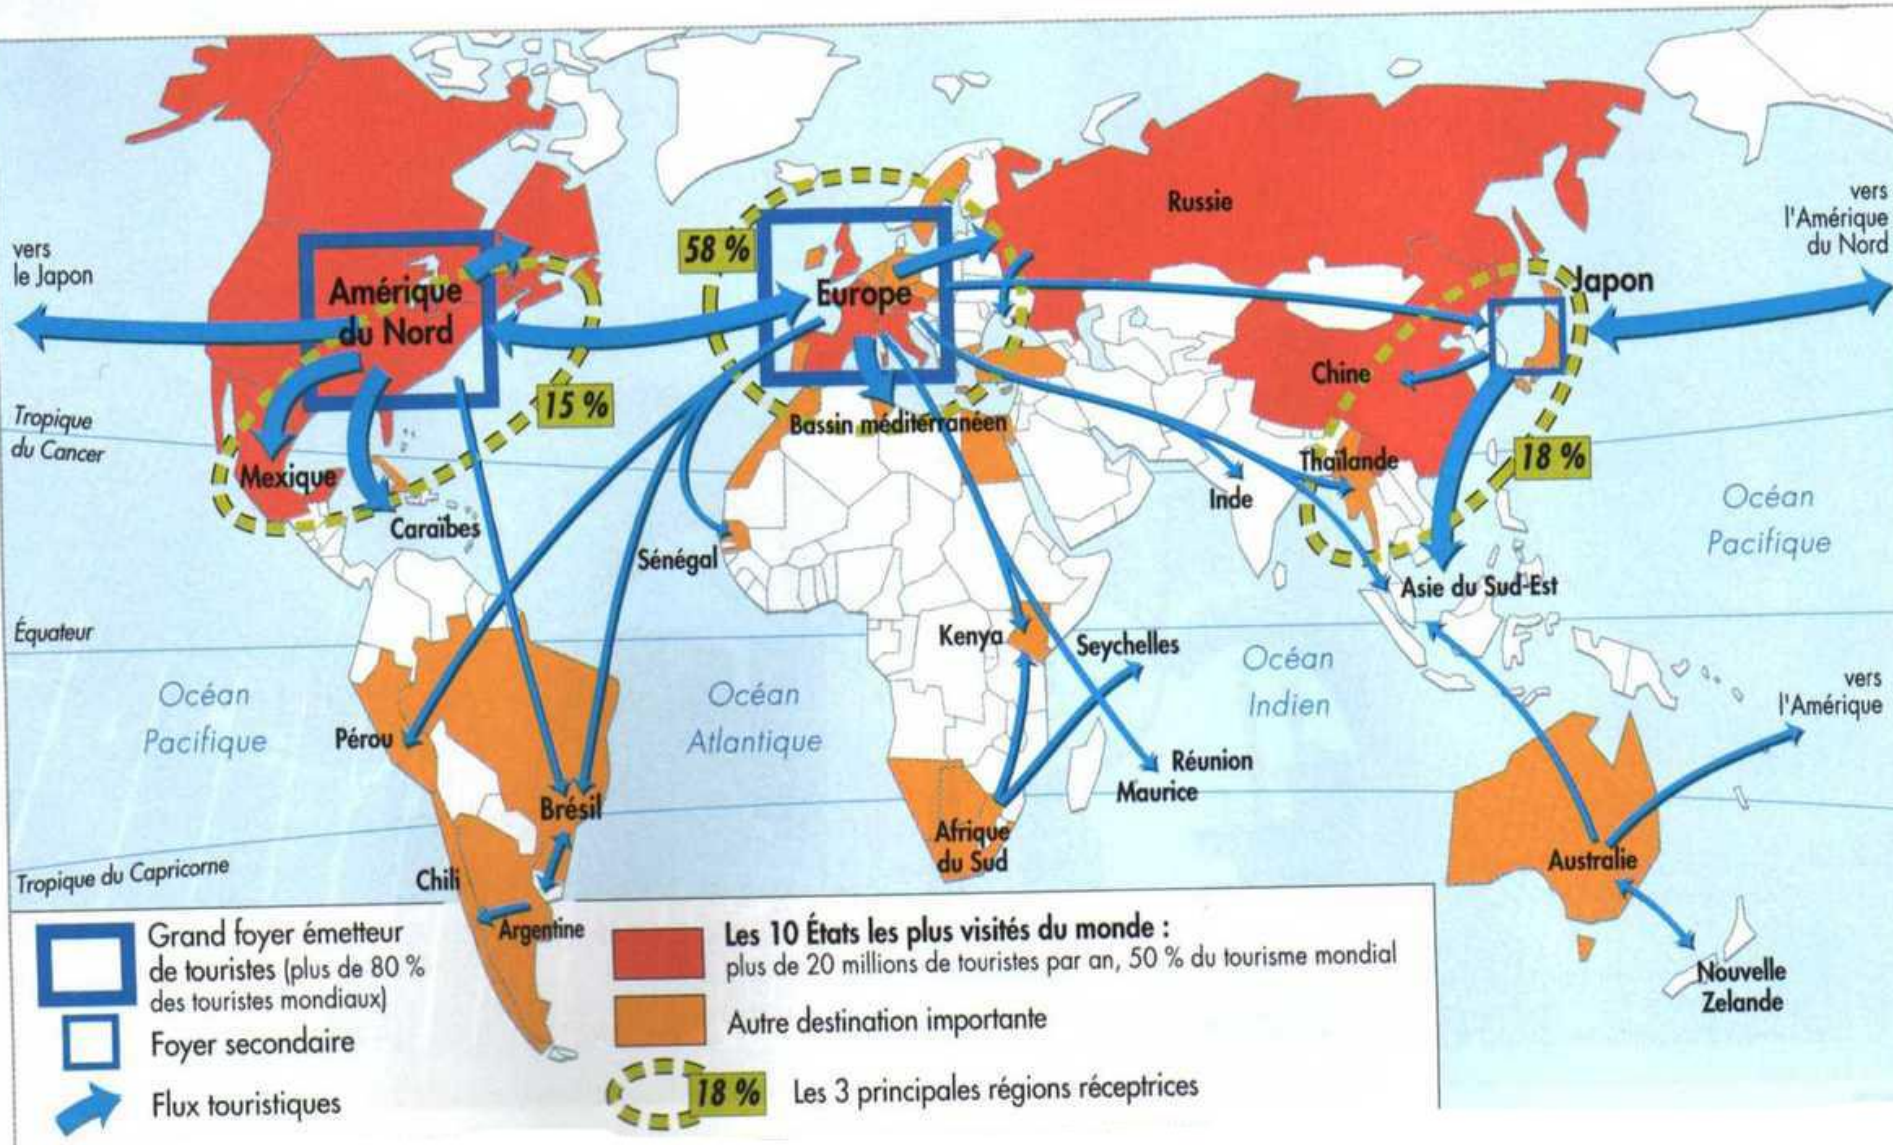 vers
le Japon
Amérique
du Nord
58 %
Europe
Russie
vers
l'Amérique
du Nord
Japon
Chine
15 %
Bassin méditérranéen
Tropique
du Cancer
Mexique
Caraïbes
Sénégal
Thaïlande
Inde
18 %
Océan
Pacifique
Asie du Sud-Est
Équateur
Kenya
Seychelles
Océan
Indien
vers
l'Amérique
Océan
Pacifique
Pérou
Océan
Atlantique
Réunion
Maurice
Brésil
Afrique
du Sud
Australie
Tropique du Capricorne
Chili
Argentine
Nouvelle
Zelande
Grand foyer émetteur
de touristes (plus de 80 %
des touristes mondiaux)
Foyer secondaire
Flux touristiques
Les 10 États les plus visités du monde :
plus de 20 millions de touristes par an, 50 % du tourisme mondial
Autre destination importante
18 %
Les 3 principales régions réceptrices